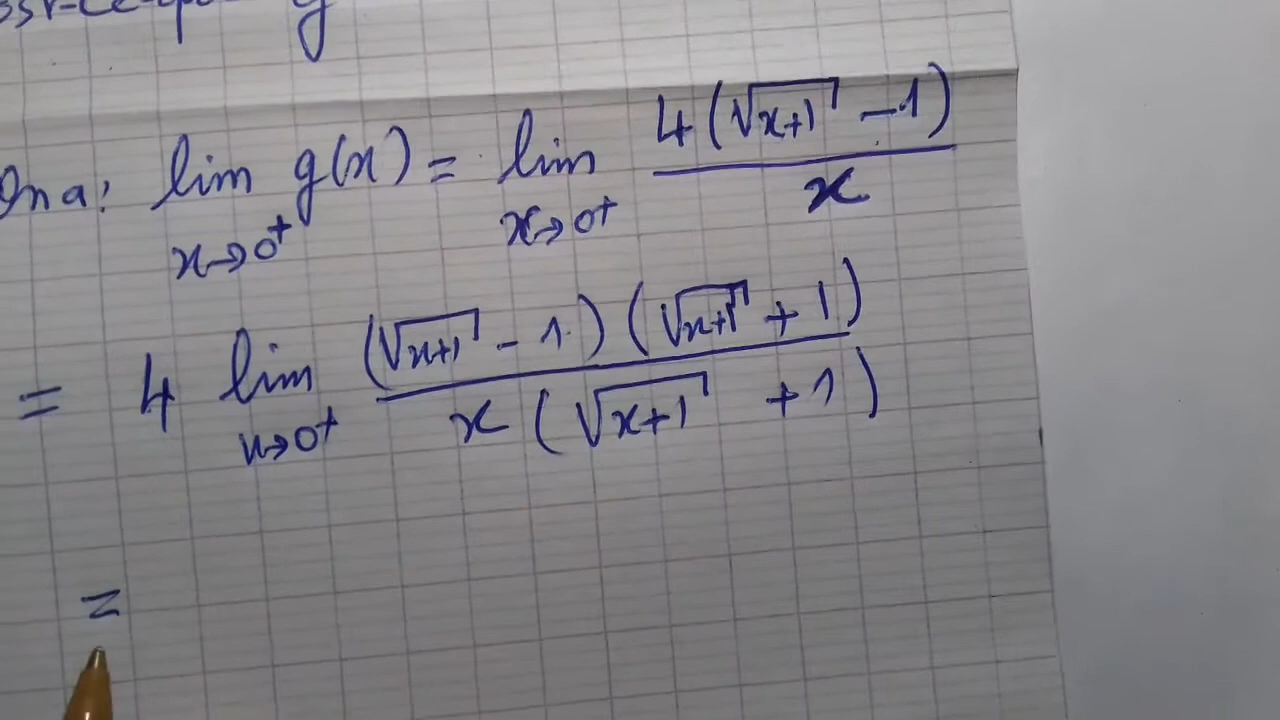 On a: lim g(x) = lim 4(√x+1 - 1)/x
x→0⁺ x→0⁺
= 4 lim (√x+1 - 1)(√x+1 + 1)/x(√x+1 + 1)
x→0⁺
=